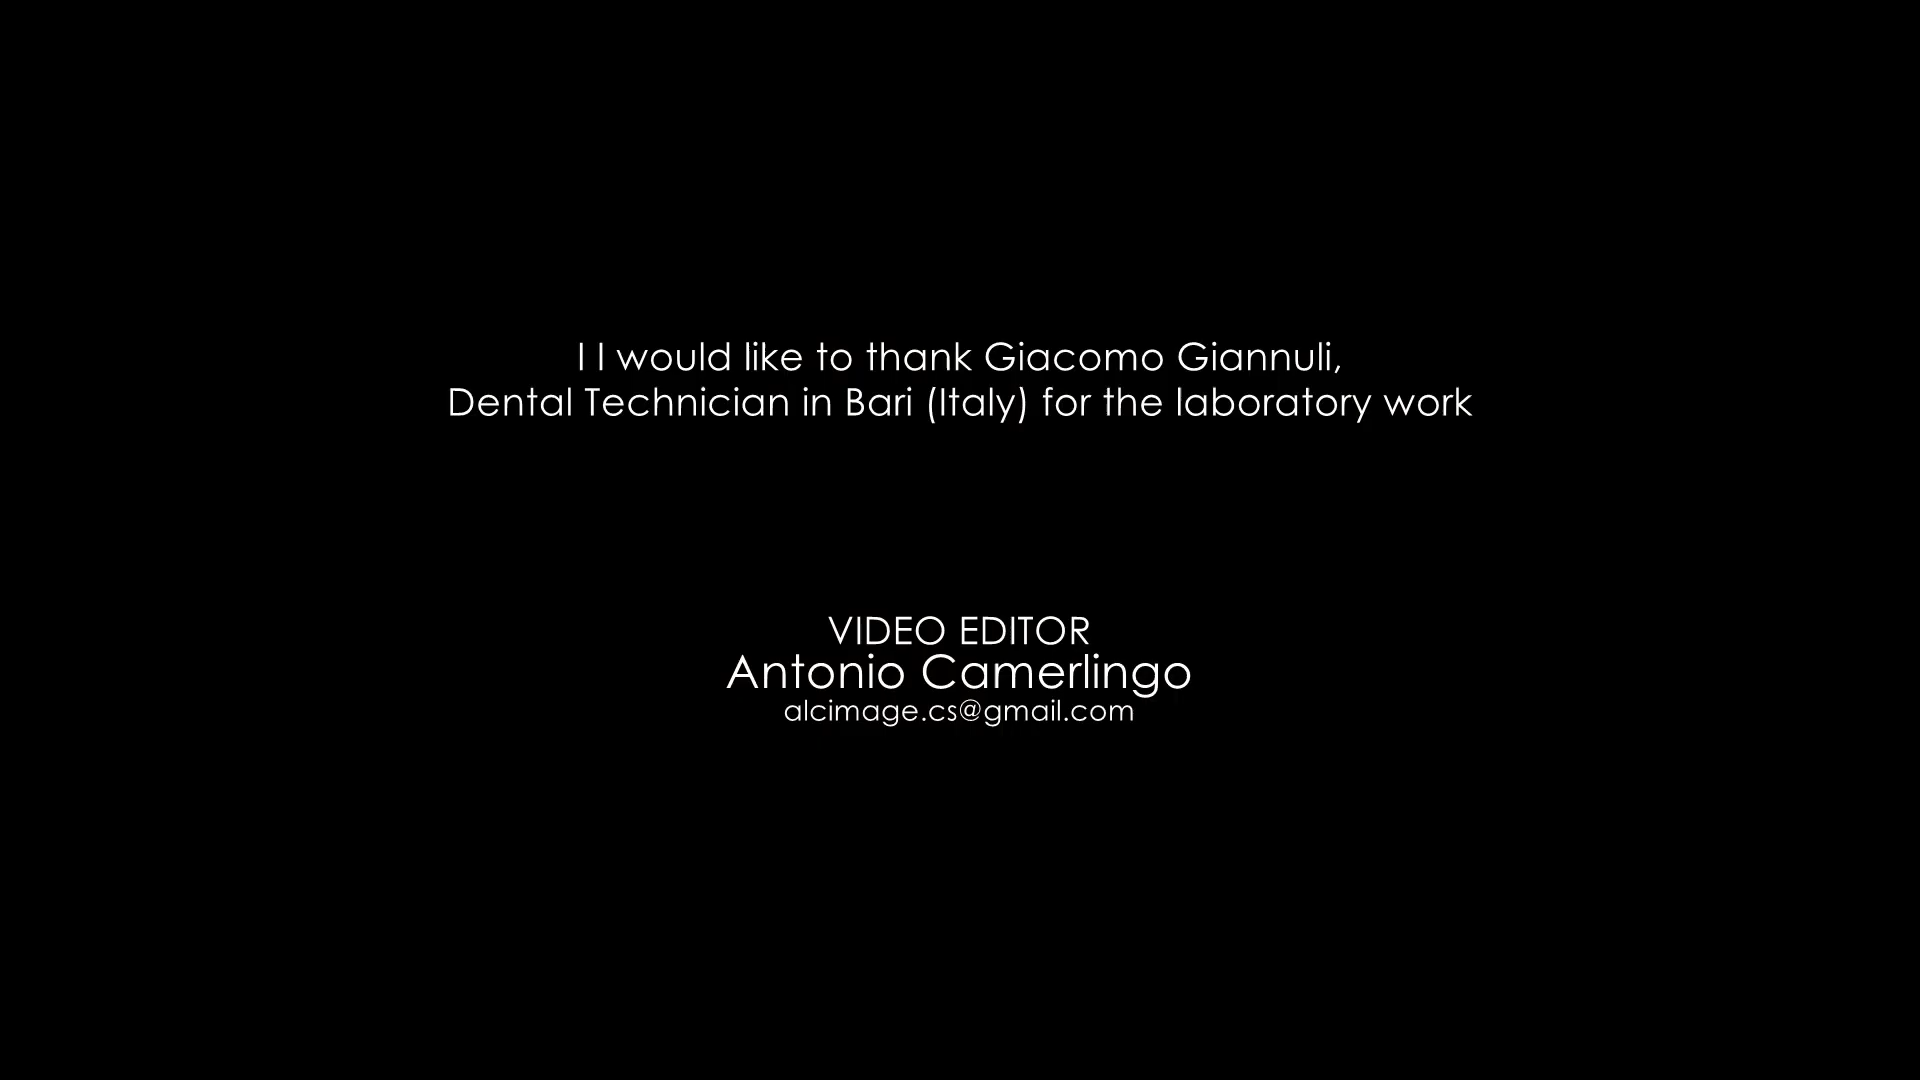 I I would like to thank Giacomo Giannuli,
Dental Technician in Bari (Italy) for the laboratory work
VIDEO EDITOR
Antonio Camerlingo
alcimage.cs@gmail.com